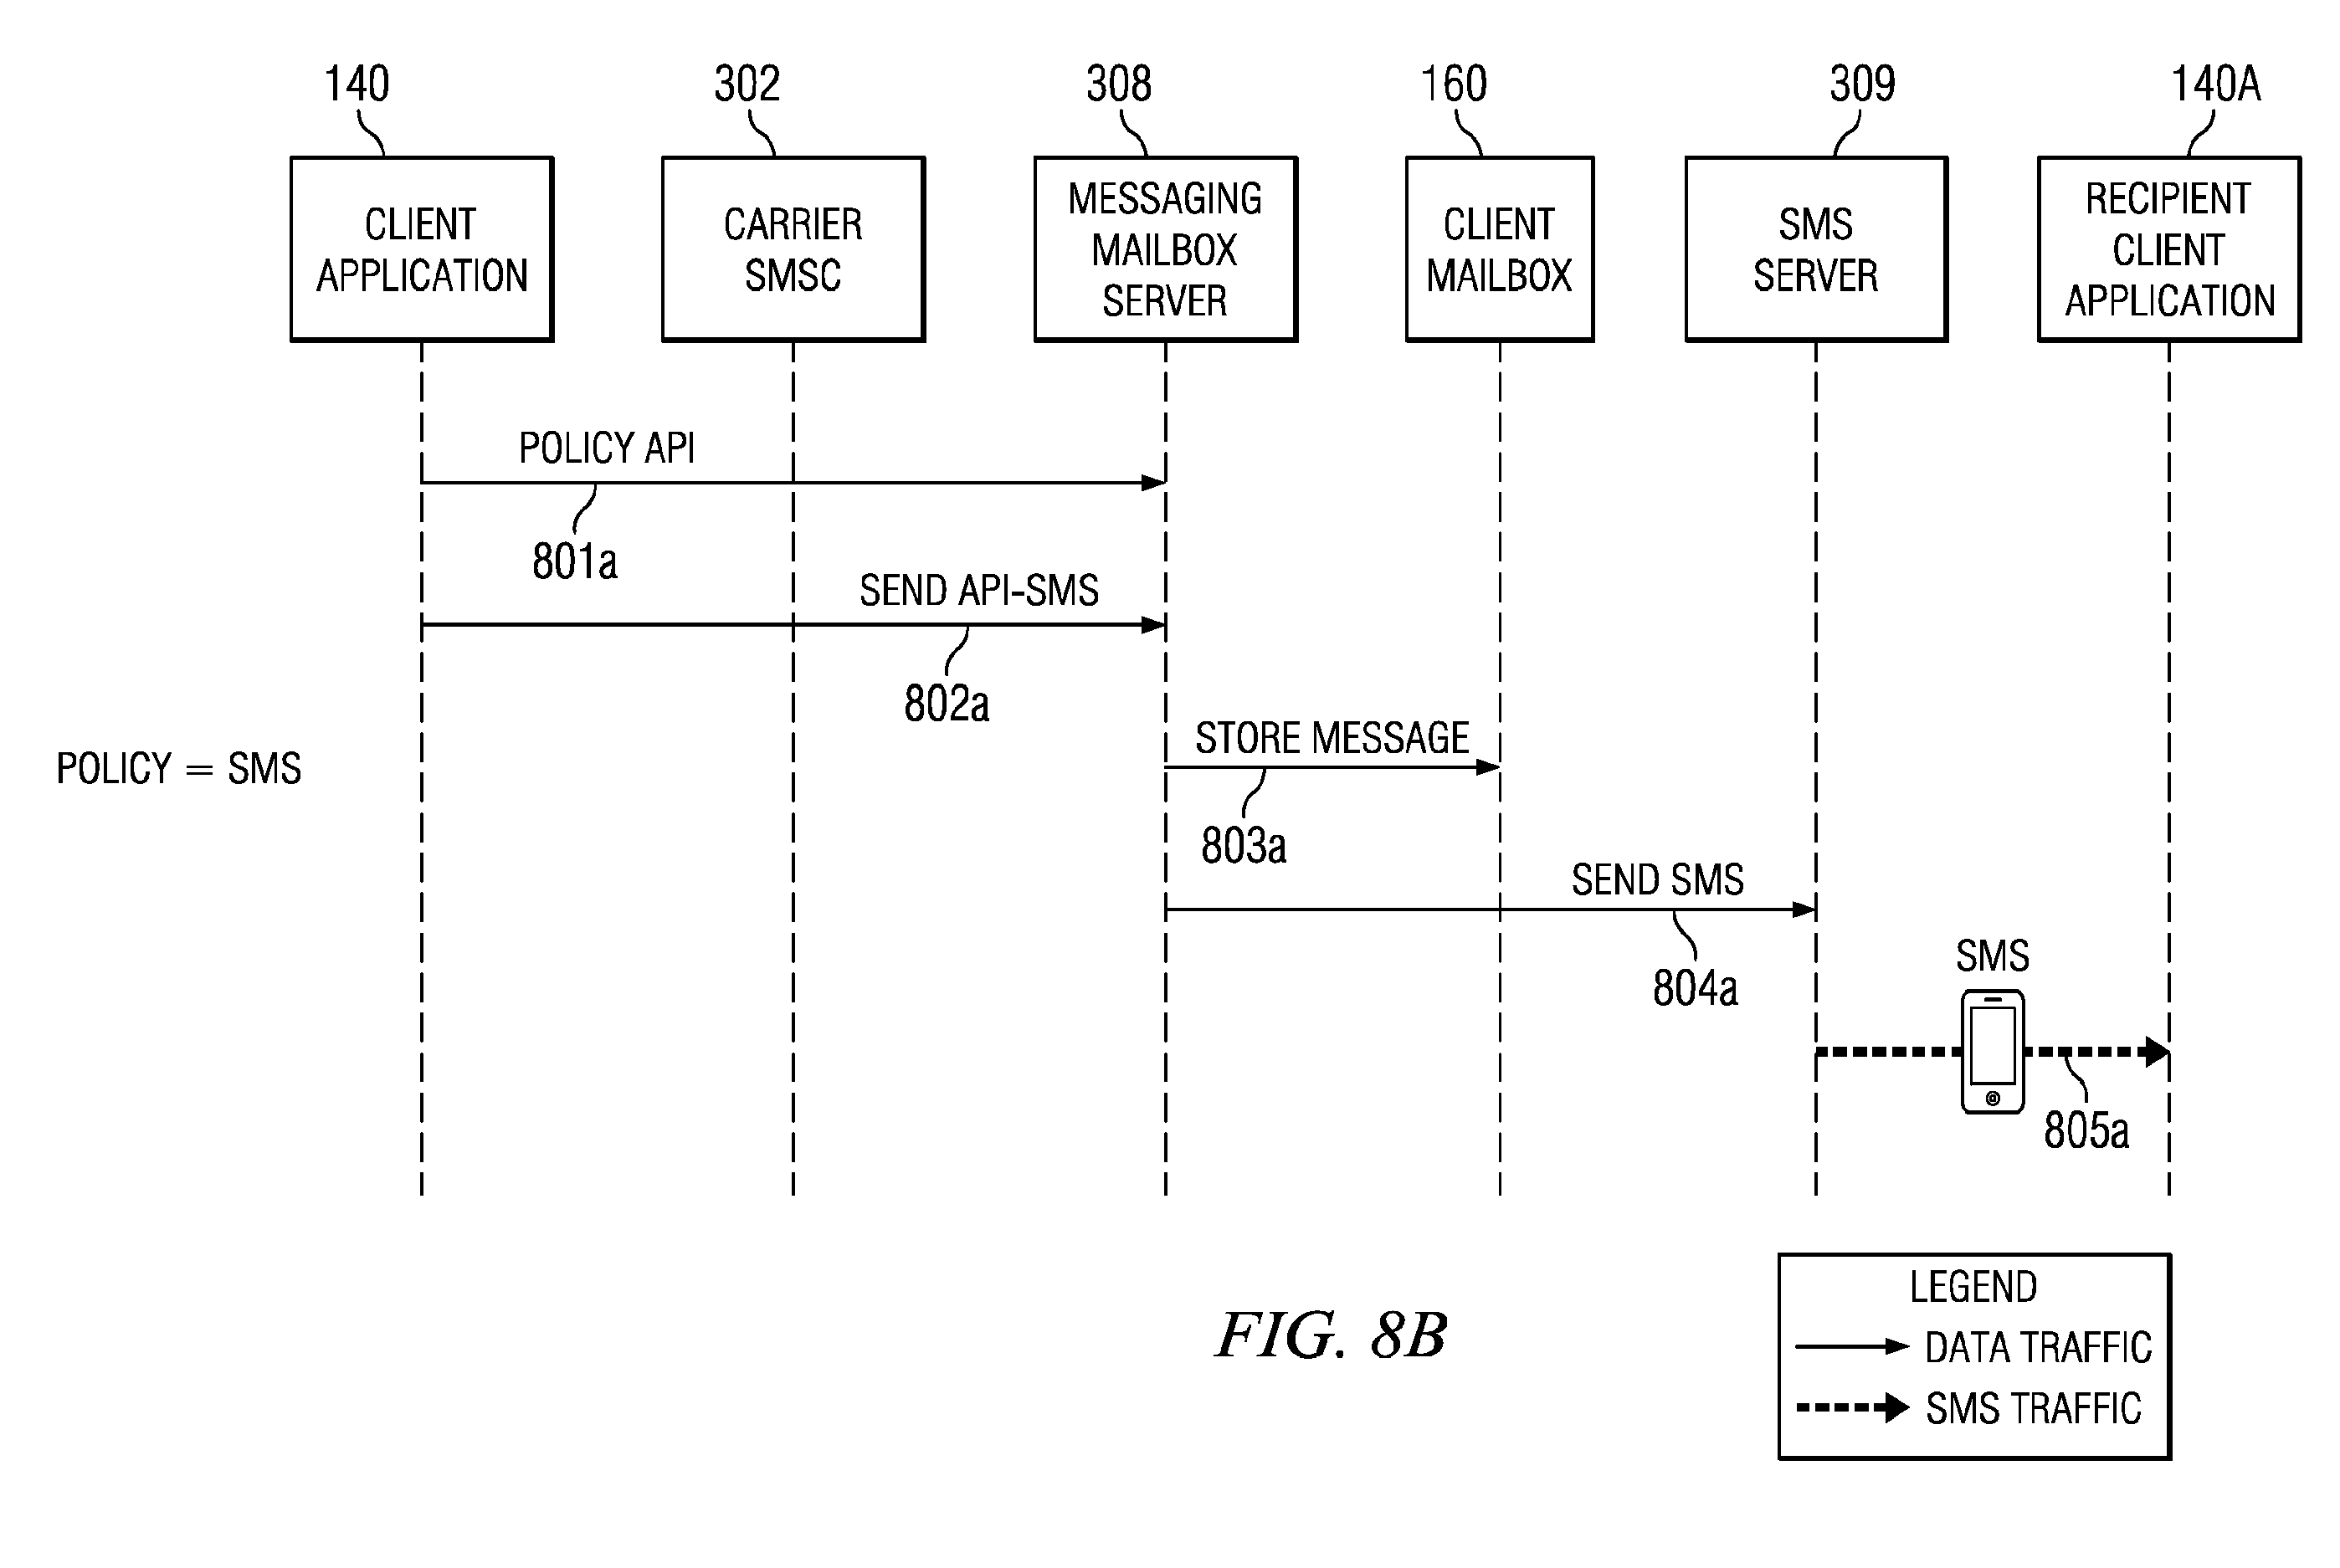 140
302
308
160
309
140A
CLIENT
APPLICATION
CARRIER
SMSC
MESSAGING
MAILBOX
SERVER
CLIENT
MAILBOX
SMS
SERVER
RECIPIENT
CLIENT
APPLICATION
POLICY API
801a
SEND API-SMS
802a
STORE MESSAGE
POLICY = SMS
803a
SEND SMS
804a
SMS
805a
LEGEND
DATA TRAFFIC
SMS TRAFFIC
FIG. 8B